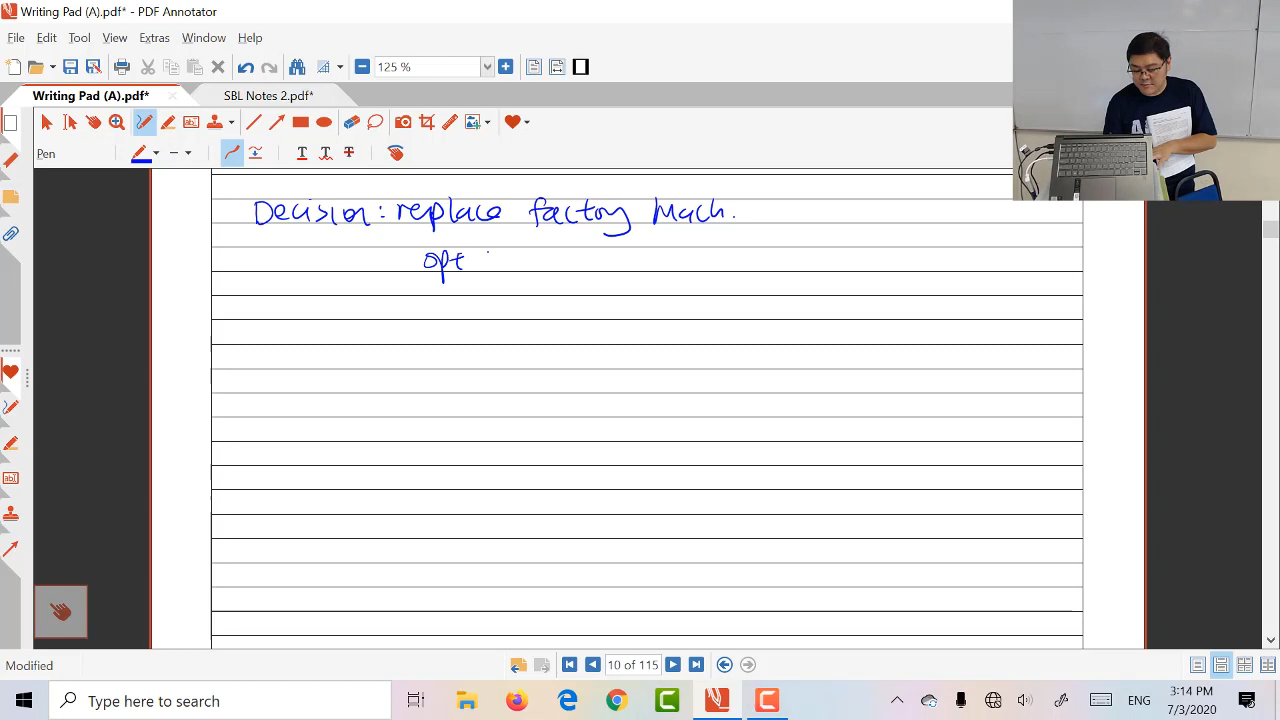 Writing Pad (A).pdf* - PDF Annotator
File Edit Tool View Extras Window Help
125 %
Writing Pad (A).pdf*
SBL Notes 2.pdf*
Pen
Decision: replace factory Mach.
opt
10 of 115
Modified
Type here to search
ENG
3:14 PM
7/3/2020